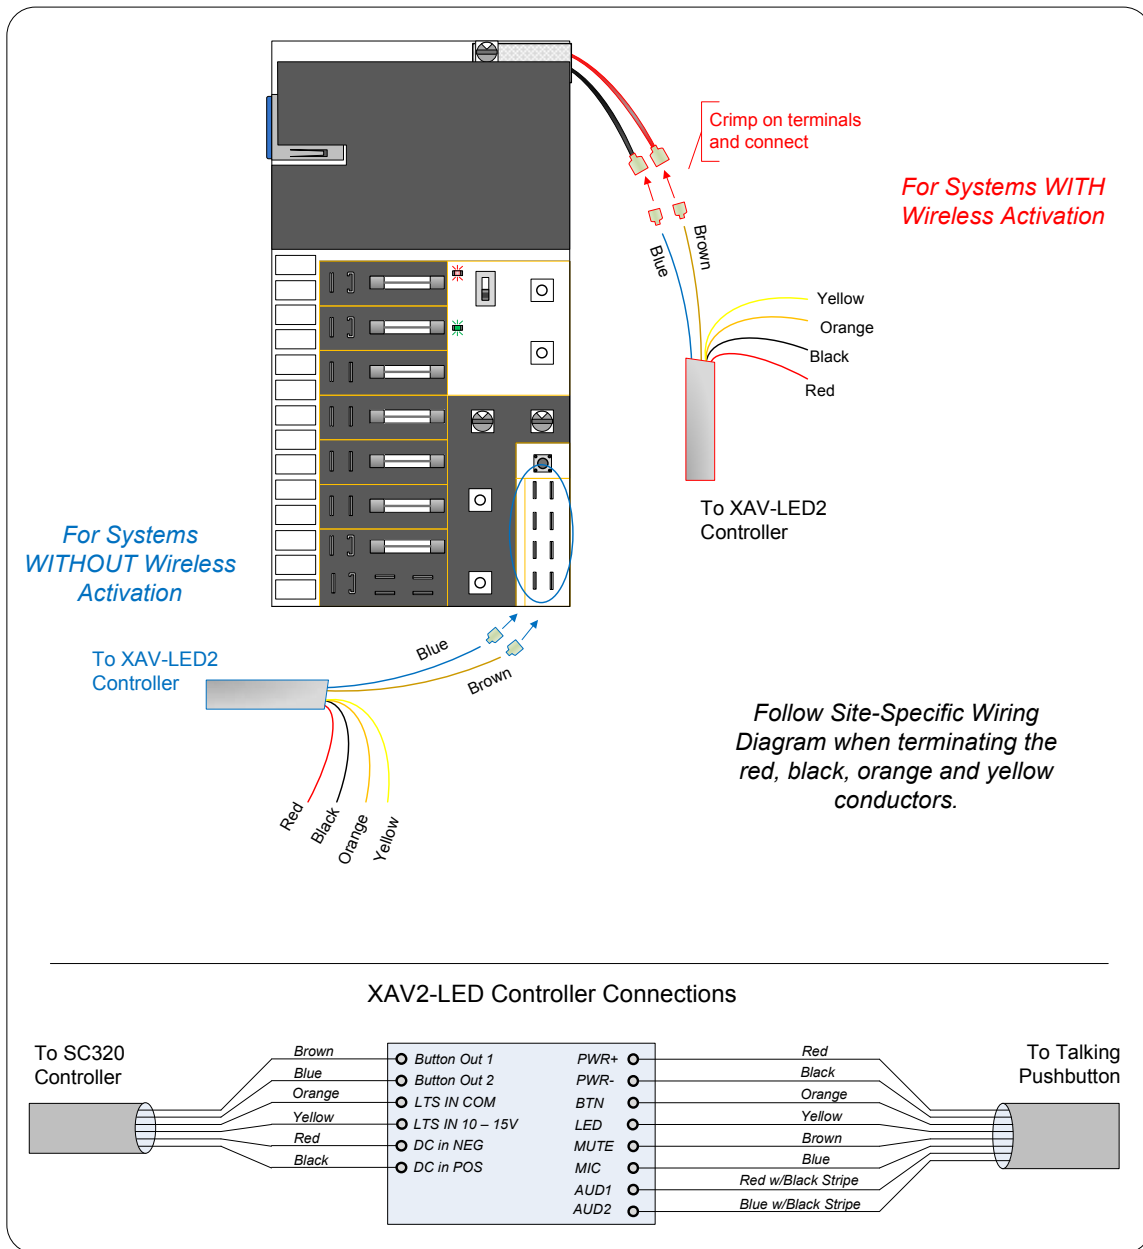 Crimp on terminals
and connect
For Systems WITH
Wireless Activation
Blue
Brown
Yellow
Orange
Black
Red
To XAV-LED2
Controller
For Systems
WITHOUT Wireless
Activation
To XAV-LED2
Controller
Blue
Brown
Red
Black
Orange
Yellow
Follow Site-Specific Wiring
Diagram when terminating the
red, black, orange and yellow
conductors.
XAV2-LED Controller Connections
To SC320
Controller
Brown
Blue
Orange
Yellow
Red
Black
Button Out 1
Button Out 2
LTS IN COM
LTS IN 10 – 15V
DC in NEG
DC in POS
PWR+
PWR-
BTN
LED
MUTE
MIC
AUD1
AUD2
Red
Black
Orange
Yellow
Brown
Blue
Red w/Black Stripe
Blue w/Black Stripe
To Talking
Pushbutton